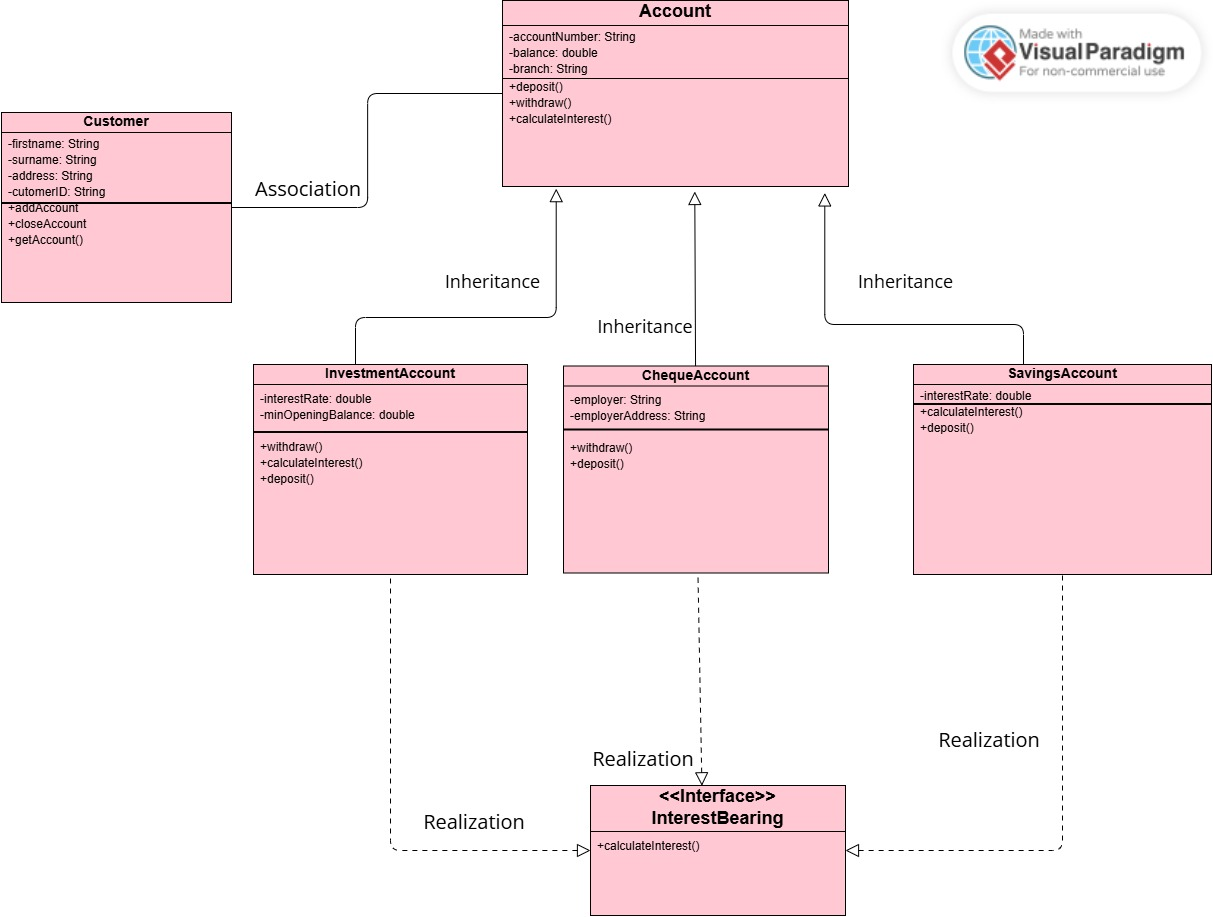 Account
-accountNumber: String
-balance: double
-branch: String
+deposit()
+withdraw()
+calculateInterest()
Made with
Visual Paradigm
For non-commercial use
Customer
-firstname: String
-surname: String
-address: String
-cutomerID: String
+addAccount
+closeAccount
+getAccount()
Association
Inheritance
Inheritance
Inheritance
InvestmentAccount
-interestRate: double
-minOpeningBalance: double
+withdraw()
+calculateInterest()
+deposit()
ChequeAccount
-employer: String
-employerAddress: String
+withdraw()
+deposit()
SavingsAccount
-interestRate: double
+calculateInterest()
+deposit()
Realization
Realization
Realization
<<Interface>>
InterestBearing
+calculateInterest()